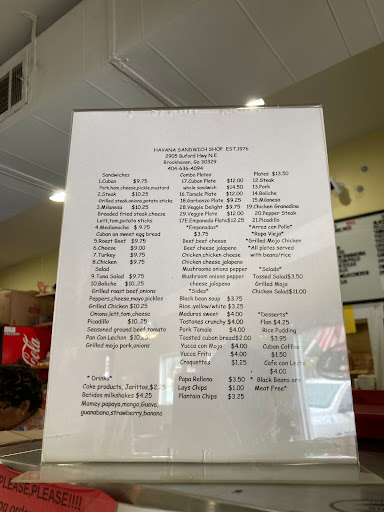 HAVANA SANDWICH SHOP EST.1976
2905 Buford Hwy N.E.
Brookhaven, Ga 30329
404-636-4094
Sandwiches
1.Cuban $9.75
Pork,ham,cheese,pickle,mustard
2.Steak $10.25
Grilled steak,onions,potato sticks
3.Milanesa $10.25
Breaded fried steak,cheese
Lett,tom,potato sticks
4.Medianoche $ 9.75
Cuban on sweet egg bread
5.Roast Beef $9.75
6.Cheese $9.00
7.Turkey $9.75
8.Chicken $9.75
Salad
9.Tuna Salad $9.75
10.Boliche $10.25
Grilled roast beef,onions
Peppers,cheese,mayo,pickles
Grilled Chicken $10.25
Onions,lett,tom,cheese
Picadillo $10.25
Seasoned ground beef,tomato
Pan Con Lechon $10.50
Grilled mojo pork,onions
* Drinks*
Coke products, Jarittos,$2.25
Batidos milkshakes $4.25
Mamey,papaya,mango,Guava
guanabana,strawberry,banana
Combo Plates
17.Cuban Plate $12.00
whole sandwich $14.50
16.Tamale Plate $12.00
18.Garbanzo Plate $9.25
28.Veggie Delight $9.75
29.Veggie Plate $12.00
17E.Empanada Plate $12.00
*Empanadas*
$3.75
Beef,beef cheese
Beef cheese jalapeno
Chicken,chicken cheese
Chicken cheese jalapeno
Mushrooms onions pepper
Mushroom onions pepper
cheese jalapeno
*Sides*
Black bean soup $3.75
Rice,yellow/white $3.25
Maduros sweet $4.00
Tostones crunchy $4.00
Pork Tamale $4.00
Toasted cuban bread $2.00
Yucca con Mojo $4.00
Yucca Frita $4.00
Croquettes $1.25
Papa Rellena $3.50
Lays Chips $1.00
Plantain Chips $3.25
Plates $13.50
12.Steak
13.Pork
14.Boliche
15.Milanesa
19.Chicken Granadina
20.Pepper Steak
21.Picadillo
*Arroz con Pollo*
*Ropa Vieja*
*Grilled Mojo Chicken
*All plates served
with beans/rice
*Salads*
Tossed Salad $3.50
Grilled Mojo
Chicken Salad $11.00
*Desserts*
Flan $4.25
Rice Pudding
$3.95
Cuban Coffee
$1.50
Cafe con Leche
$4.00
* Black Beans are
Meat Free*
Coca-Cola
PLEASE,PLEASE!!!!